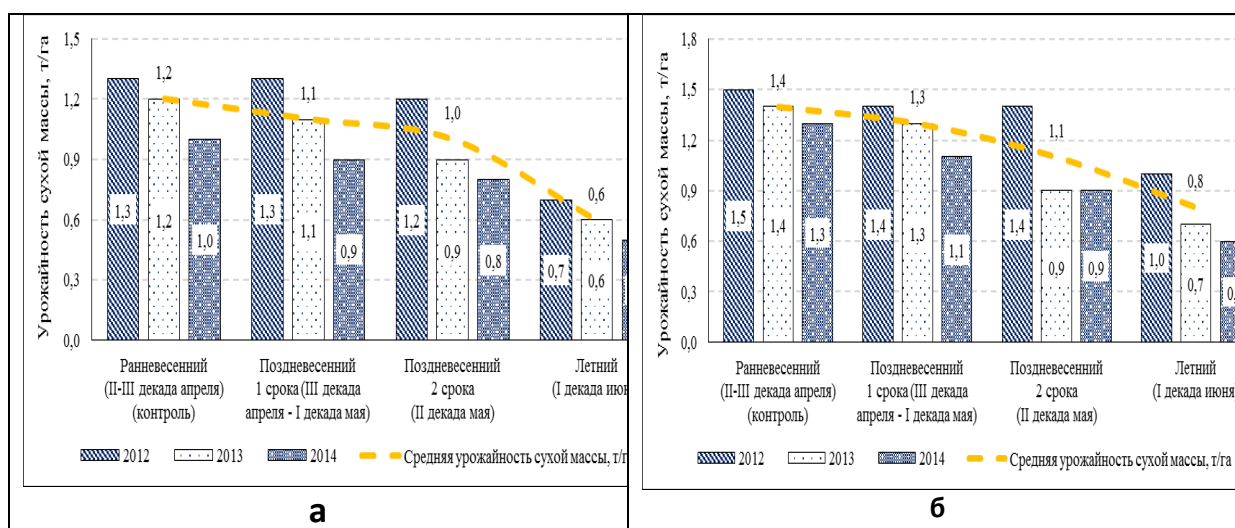 Урожайность сухой массы, т/га
1,5
1,2
0,9
0,6
0,3
0,0
1,2
1,1
1,0
0,6
1,3
1,2
1,0
1,3
1,1
0,9
1,2
0,9
0,8
0,7
0,6
Ранневесенний
(II-III декада апреля)
(контроль)
Поздневесенний
1 срока (III декада
апреля - I декада мая)
Поздневесенний
2 срока
(II декада мая)
Летний
(I декада июн
2012
2013
2014
Средняя урожайность сухой массы, т/г
а
Урожайность сухой массы, т/га
1,8
1,5
1,2
0,9
0,6
0,3
0,0
1,4
1,3
1,1
0,8
1,5
1,4
1,3
1,4
1,3
1,1
1,4
0,9
0,9
1,0
0,7
0,
Ранневесенний
(II-III декада апреля)
(контроль)
Поздневесенний
1 срока (III декада
апреля - I декада мая)
Поздневесенний
2 срока
(II декада мая)
Летний
(I декада июня
2012
2013
2014
Средняя урожайность сухой массы, т/га
б